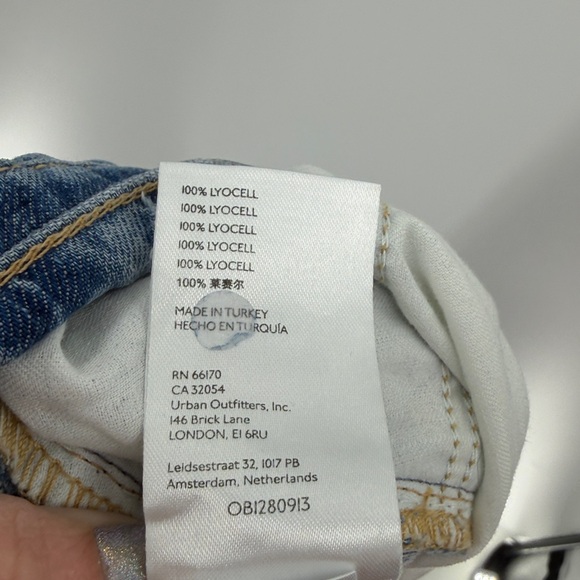 100% LYOCELL
100% LYOCELL
100% LYOCELL
100% LYOCELL
100% LYOCELL
100% 莱赛尔
MADE IN TURKEY
HECHO EN TURQUÍA
RN 66170
CA 32054
Urban Outfitters, Inc.
146 Brick Lane
LONDON, E1 6RU
Leidsestraat 32, 1017 PB
Amsterdam, Netherlands
OB1280913